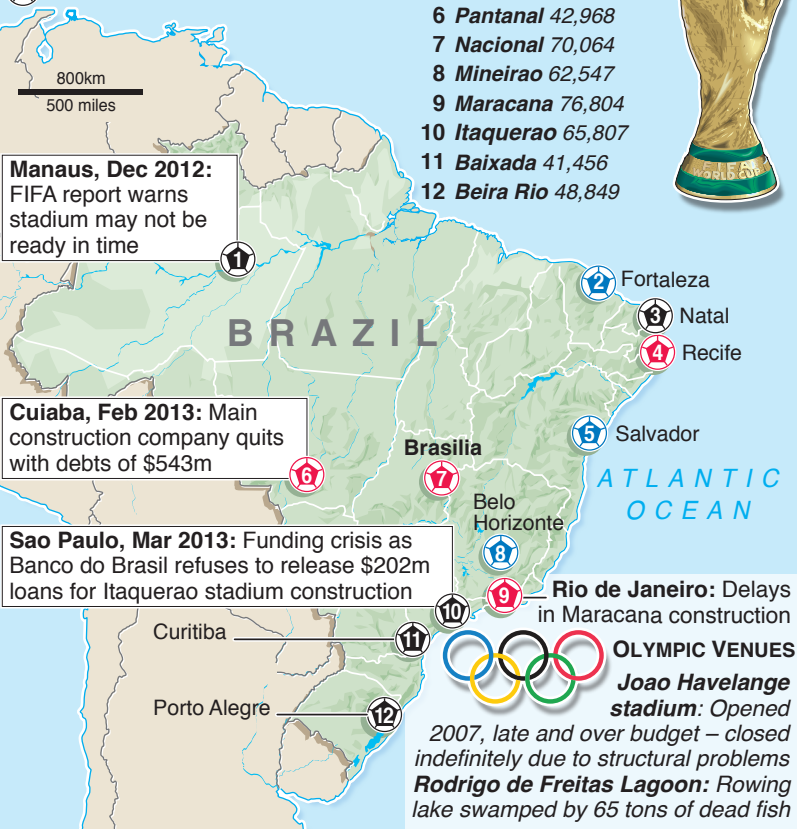 6 Pantanal 42,968
7 Nacional 70,064
8 Mineirao 62,547
9 Maracana 76,804
10 Itaquerao 65,807
11 Baixada 41,456
12 Beira Rio 48,849
FIFA
WORLD CUP
800km
500 miles
Manaus, Dec 2012:
FIFA report warns
stadium may not be
ready in time
1
2 Fortaleza
3 Natal
4 Recife
BRAZIL
Cuiaba, Feb 2013: Main
construction company quits
with debts of $543m
6
Brasilia
7
5 Salvador
ATLANTIC
OCEAN
Belo
Horizonte
8
Sao Paulo, Mar 2013: Funding crisis as
Banco do Brasil refuses to release $202m
loans for Itaquerao stadium construction
10
9
Rio de Janeiro: Delays
in Maracana construction
Curitiba
11
Porto Alegre
12
OLYMPIC VENUES
Joao Havelange
stadium: Opened
2007, late and over budget – closed
indefinitely due to structural problems
Rodrigo de Freitas Lagoon: Rowing
lake swamped by 65 tons of dead fish